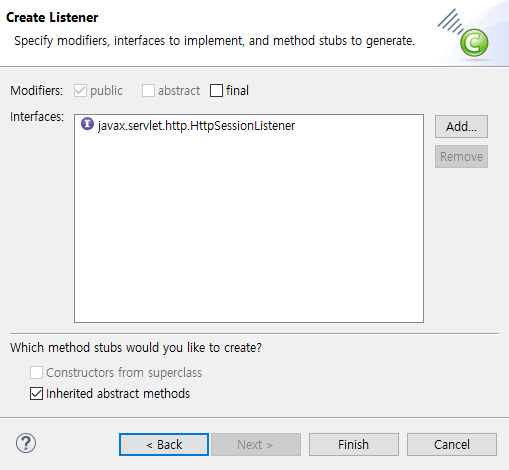 Create Listener
Specify modifiers, interfaces to implement, and method stubs to generate.
C
Modifiers: public abstract final
Interfaces:
I javax.servlet.http.HttpSessionListener
Add...
Remove
Which method stubs would you like to create?
Constructors from superclass
Inherited abstract methods
? < Back Next > Finish Cancel